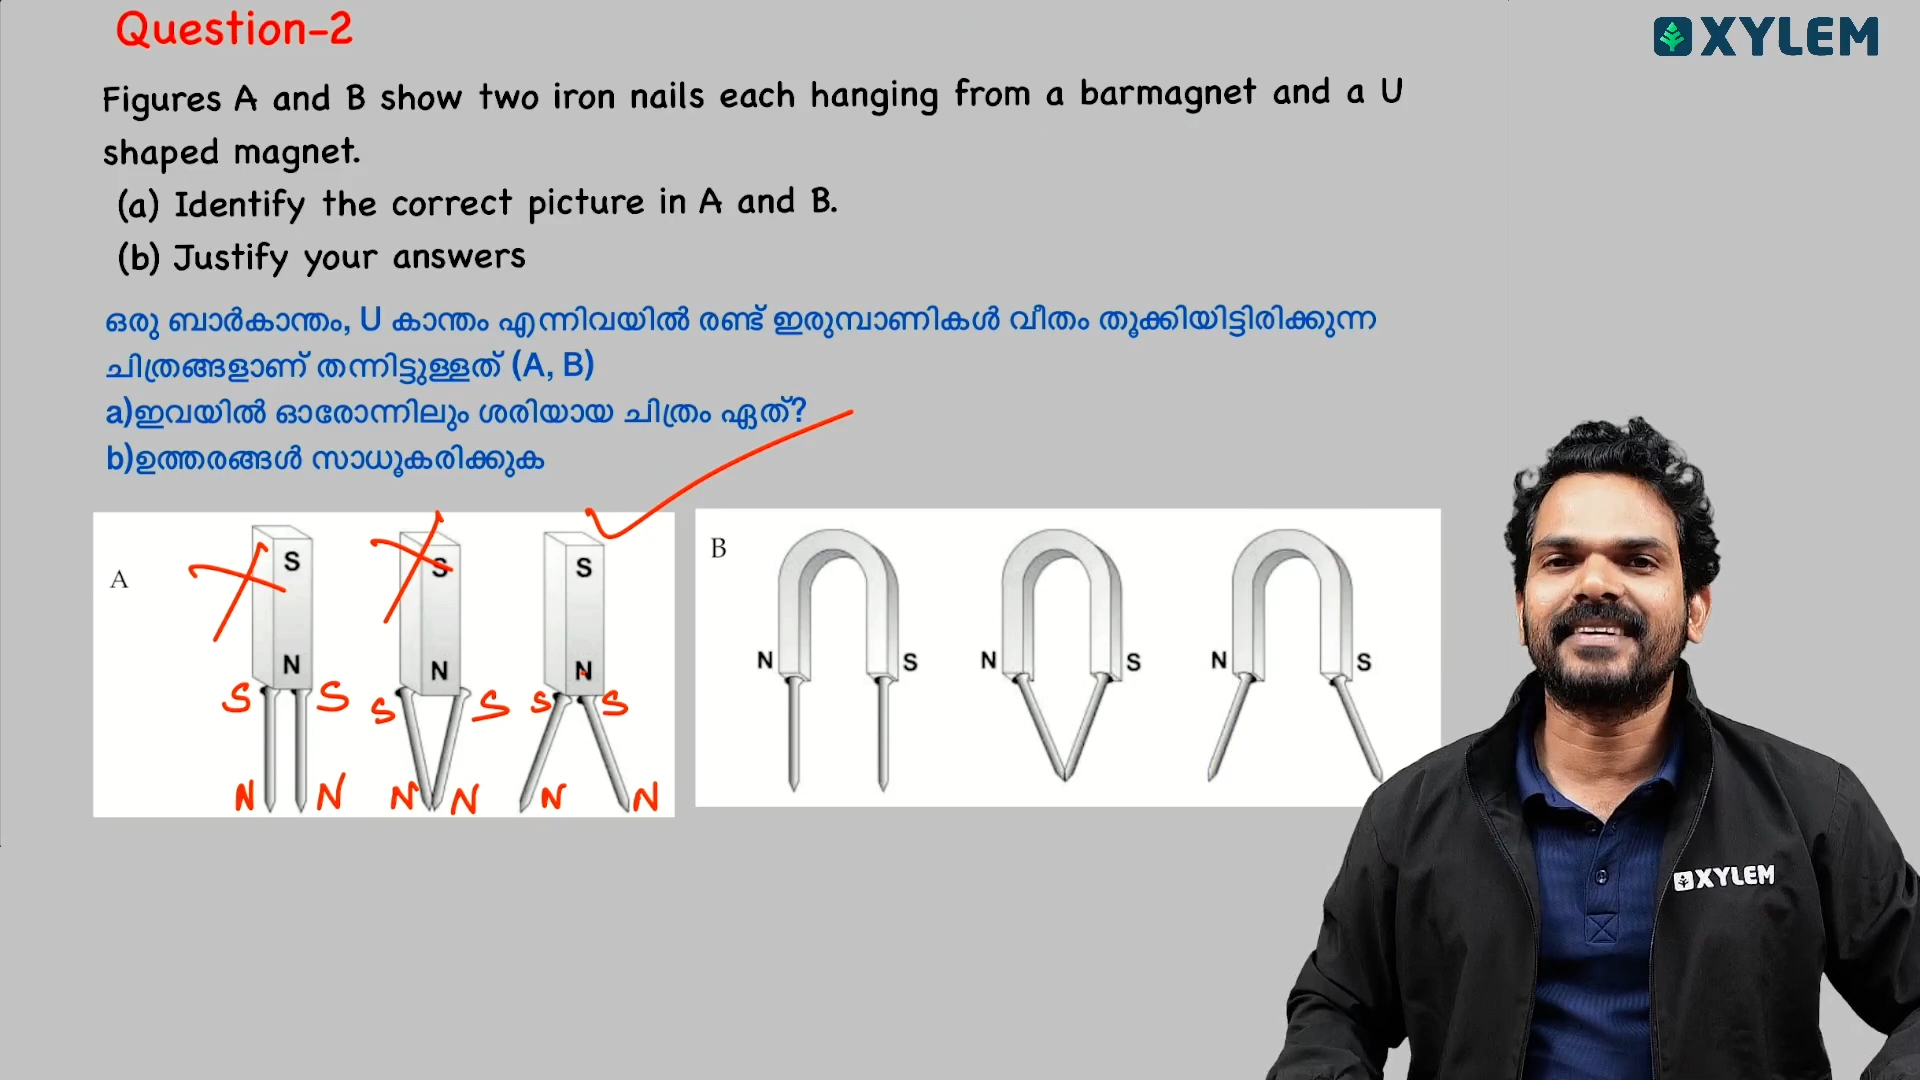 Question-2
XYLEM
Figures A and B show two iron nails each hanging from a barmagnet and a U
shaped magnet.
(a) Identify the correct picture in A and B.
(b) Justify your answers
ഒരു ബാർകാന്തം, U കാന്തം എന്നിവയിൽ രണ്ട് ഇരുമ്പാണികൾ വീതം തൂക്കിയിട്ടിരിക്കുന്ന
ചിത്രങ്ങളാണ് തന്നിട്ടുള്ളത് (A, B)
a)ഇവയിൽ ഓരോന്നിലും ശരിയായ ചിത്രം ഏത്?
b)ഉത്തരങ്ങൾ സാധൂകരിക്കുക
A S S S
N N N
S S S S S S
N N N N N N
B
N S N S N S
XYLEM